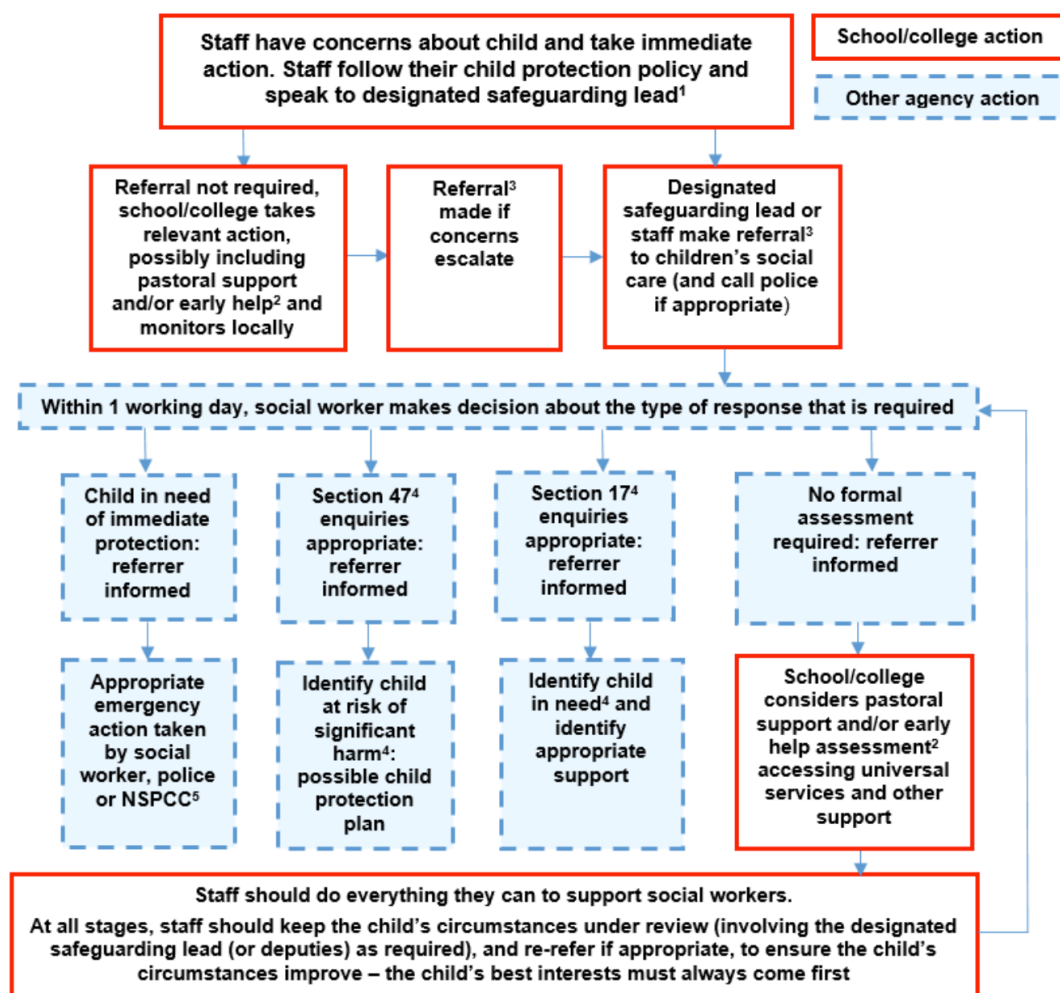 Staff have concerns about child and take immediate
action. Staff follow their child protection policy and
speak to designated safeguarding lead¹
School/college action
Other agency action
Referral not required,
school/college takes
relevant action,
possibly including
pastoral support
and/or early help² and
monitors locally
Referral³
made if
concerns
escalate
Designated
safeguarding lead or
staff make referral³
to children’s social
care (and call police
if appropriate)
Within 1 working day, social worker makes decision about the type of response that is required
Child in need
of immediate
protection:
referrer
informed
Section 47⁴
enquiries
appropriate:
referrer
informed
Section 17⁴
enquiries
appropriate:
referrer
informed
No formal
assessment
required: referrer
informed
Appropriate
emergency
action taken
by social
worker, police
or NSPCC⁵
Identify child
at risk of
significant
harm⁴:
possible child
protection
plan
Identify child
in need⁴ and
identify
appropriate
support
School/college
considers pastoral
support and/or early
help assessment²
accessing universal
services and other
support
Staff should do everything they can to support social workers.
At all stages, staff should keep the child’s circumstances under review (involving the designated
safeguarding lead (or deputies) as required), and re-refer if appropriate, to ensure the child’s
circumstances improve – the child’s best interests must always come first